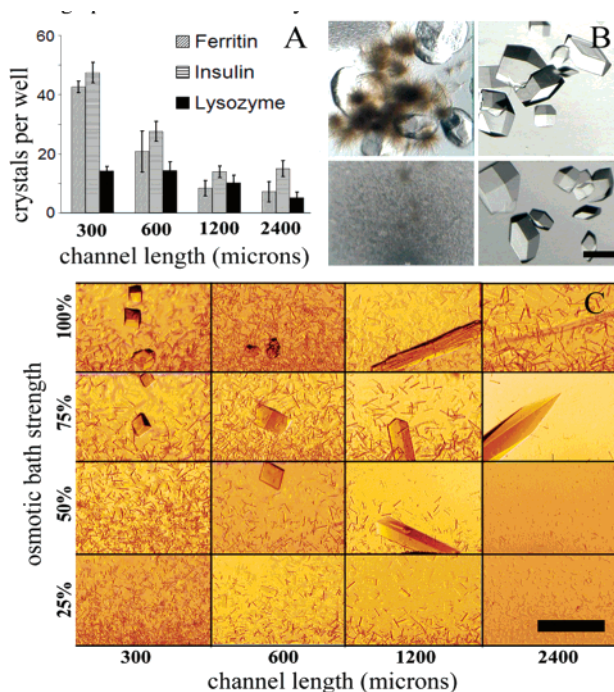 60
40
20
0
crystals per well
Ferritin
Insulin
Lysozyme
A
B
300 600 1200 2400
channel length (microns)
C
osmotic bath strength
100%
75%
50%
25%
300 600 1200 2400
channel length (microns)